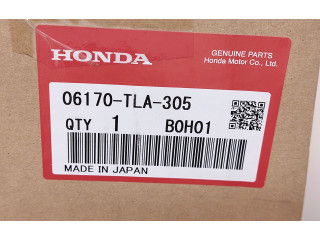 HONDA
GENUINE PARTS
Honda Motor Co., Ltd.
06170-TLA-305
QTY 1 B0H01
MADE IN JAPAN